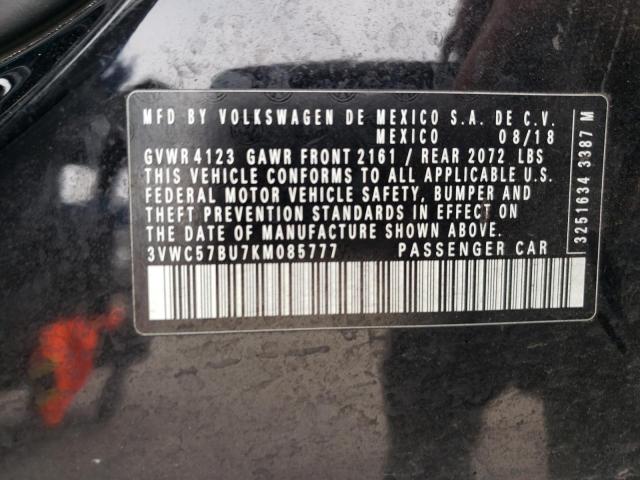 MFD BY VOLKSWAGEN DE MEXICO S.A. DE C.V.
MEXICO 08/18
GVWR 4123 GAWR FRONT 2161 / REAR 2072 LBS
THIS VEHICLE CONFORMS TO ALL APPLICABLE U.S.
FEDERAL MOTOR VEHICLE SAFETY, BUMPER AND
THEFT PREVENTION STANDARDS IN EFFECT ON
THE DATE OF MANUFACTURE SHOWN ABOVE.
3VWC57BU7KM085777 PASSENGER CAR
3251634 3387 M